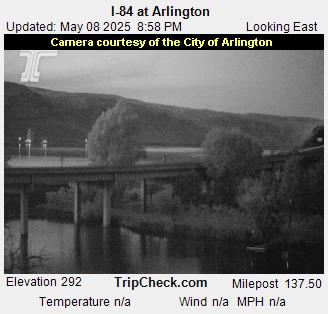 I-84 at Arlington
Updated: May 08 2025 8:58 PM Looking East
Camera courtesy of the City of Arlington
Elevation 292 TripCheck.com Milepost 137.50
Temperature n/a Wind n/a MPH n/a